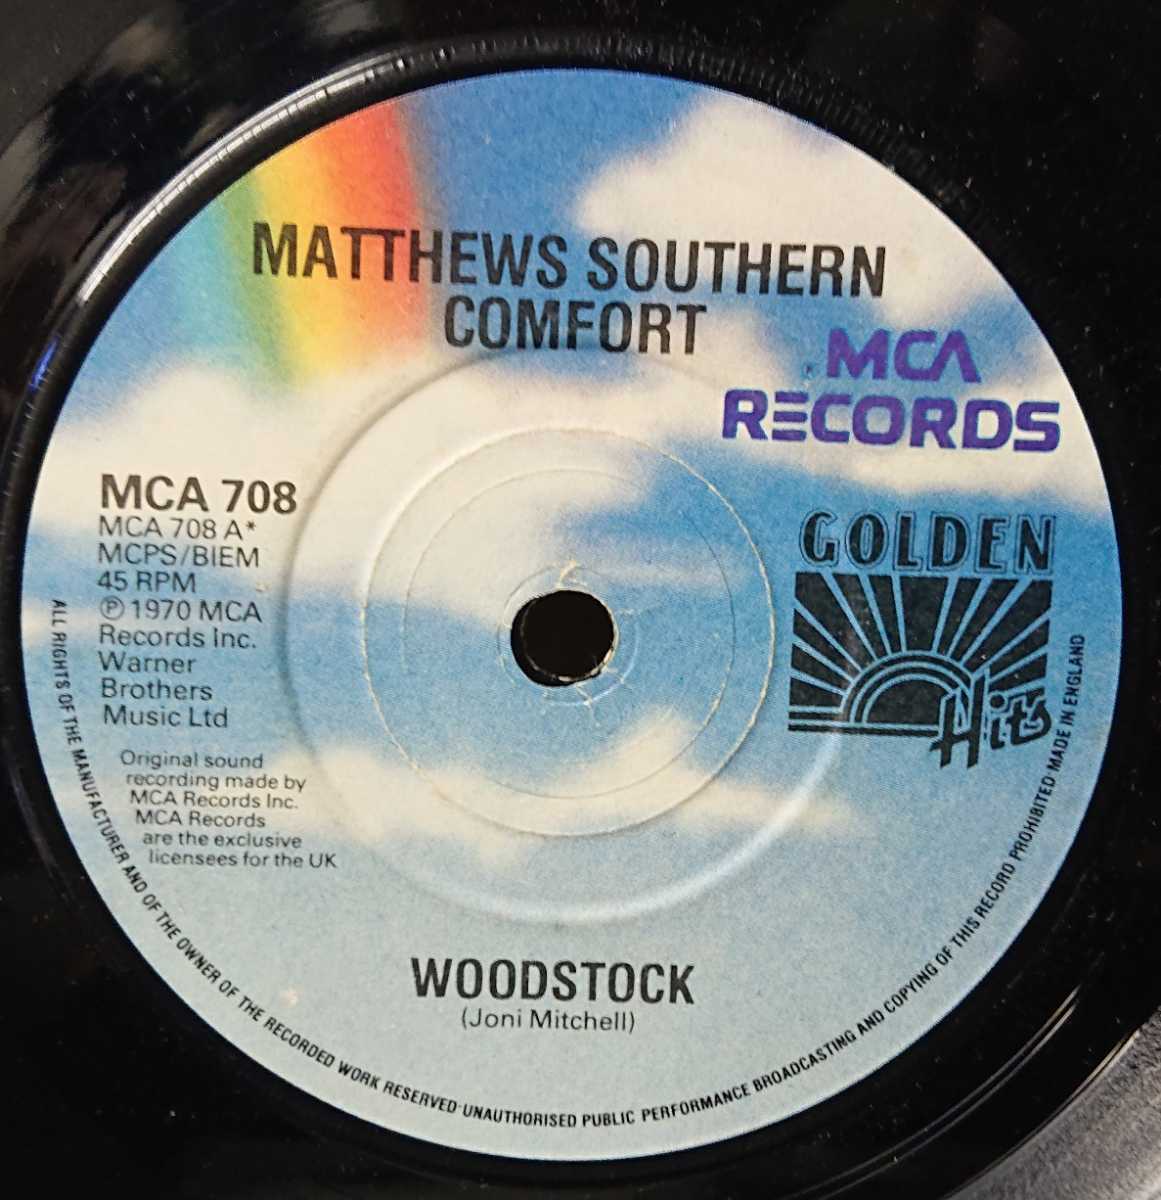 MATTHEWS SOUTHERN
COMFORT
MCA
RECORDS
MCA 708
MCA 708 A*
MCPS/BIEM
45 RPM
Ⓟ 1970 MCA
Records Inc.
Warner
Brothers
Music Ltd
Original sound
recording made by
MCA Records Inc.
MCA Records
are the exclusive
licensees for the UK
GOLDEN
Hits
WOODSTOCK
(Joni Mitchell)
ALL RIGHTS OF THE MANUFACTURER AND OF THE OWNER OF THE RECORDED WORK RESERVED·UNAUTHORISED PUBLIC PERFORMANCE BROADCASTING AND COPYING OF THIS RECORD PROHIBITED·MADE IN ENGLAND